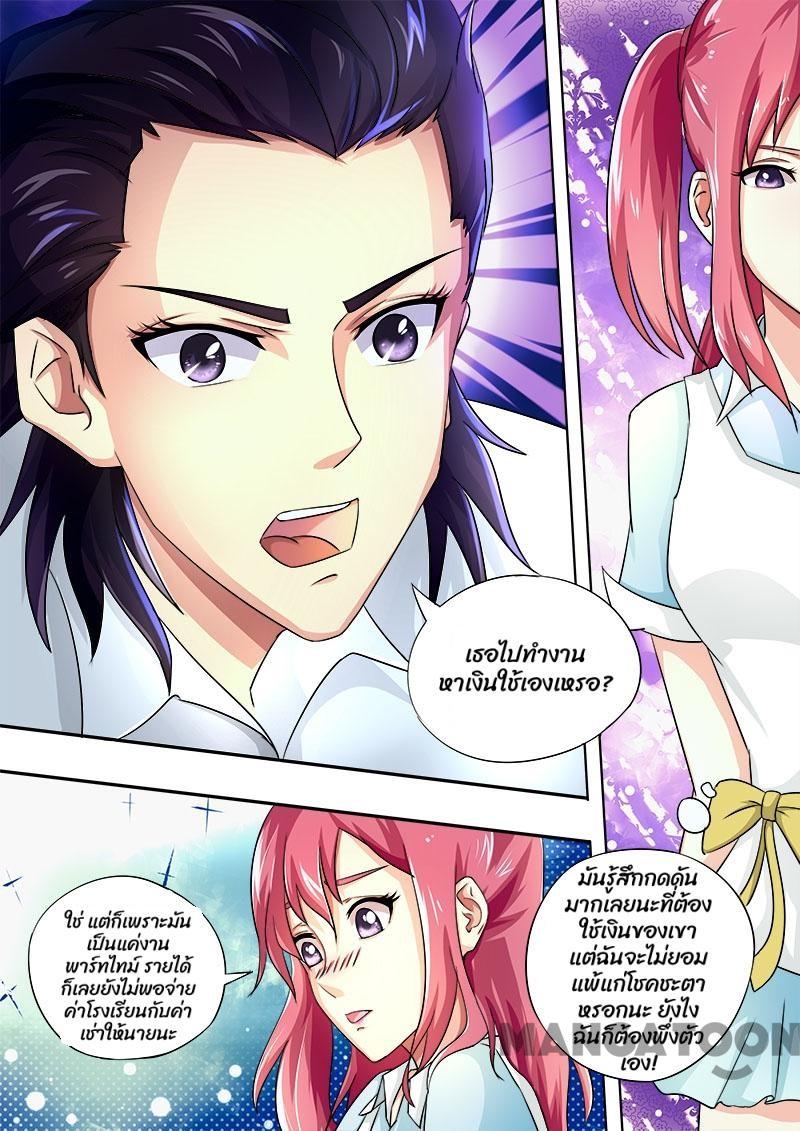 เธอไปทำงาน
หาเงินใช้เองเหรอ?
มันรู้สึกกดดัน
มากเลยนะที่ต้อง
ใช้เงินของเขา
แต่ฉันจะไม่ยอม
แพ้แก่โชคชะตา
หรอกนะ ยังไง
ฉันก็ต้องพึ่งตัว
เอง!
ใช่ แต่ก็เพราะมัน
เป็นแค่งาน
พาร์ทไทม์ รายได้
ก็เลยยังไม่พอจ่าย
ค่าโรงเรียนกับค่า
เช่าให้นายนะ
MANGATOON